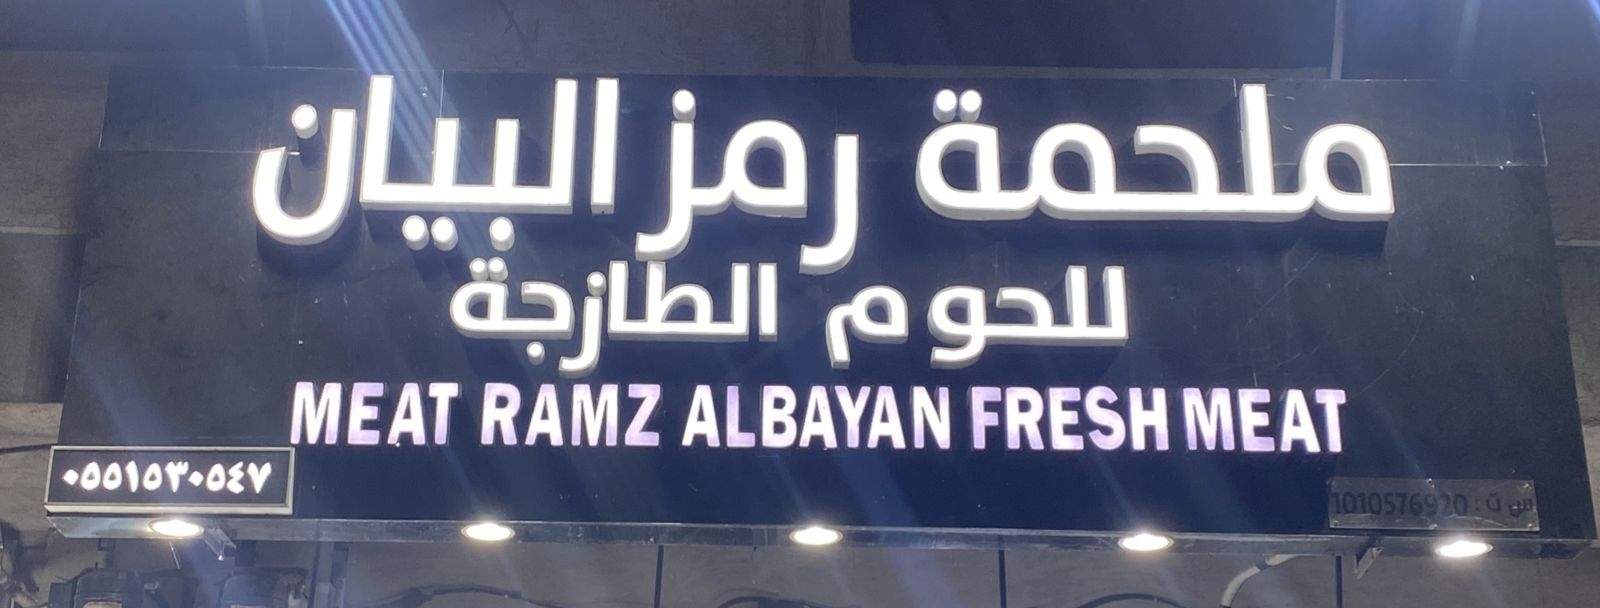 ملحمة رمز البيان
للحوم الطازجة
MEAT RAMZ ALBAYAN FRESH MEAT
٠٥٥١٥٣٠٥٤٧
س ت : 1010576920